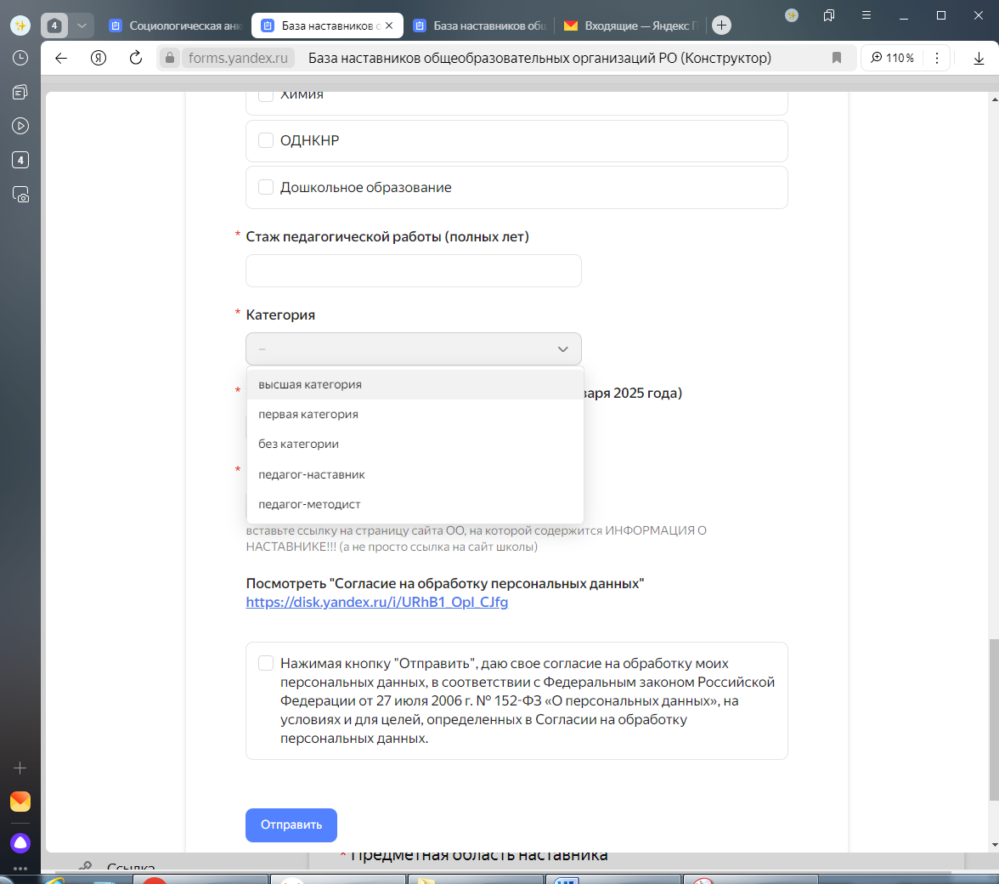 4
Социологическая анк
База наставников с
База наставников об
Входящие — Яндекс П
forms.yandex.ru
База наставников общеобразовательных организаций РО (Конструктор)
110 %
4
Химия
ОДНКНР
Дошкольное образование
* Стаж педагогической работы (полных лет)
* Категория
–
высшая категория
* варя 2025 года)
первая категория
без категории
*
педагог-наставник
педагог-методист
вставьте ссылку на страницу сайта ОО, на которой содержится ИНФОРМАЦИЯ О
НАСТАВНИКЕ!!! (а не просто ссылка на сайт школы)
Посмотреть "Согласие на обработку персональных данных"
https://disk.yandex.ru/i/URhB1_OpI_CJfg
Нажимая кнопку "Отправить", даю свое согласие на обработку моих
персональных данных, в соответствии с Федеральным законом Российской
Федерации от 27 июля 2006 г. № 152-ФЗ «О персональных данных», на
условиях и для целей, определенных в Согласии на обработку
персональных данных.
Отправить
* Предметная область наставника
Ссылка